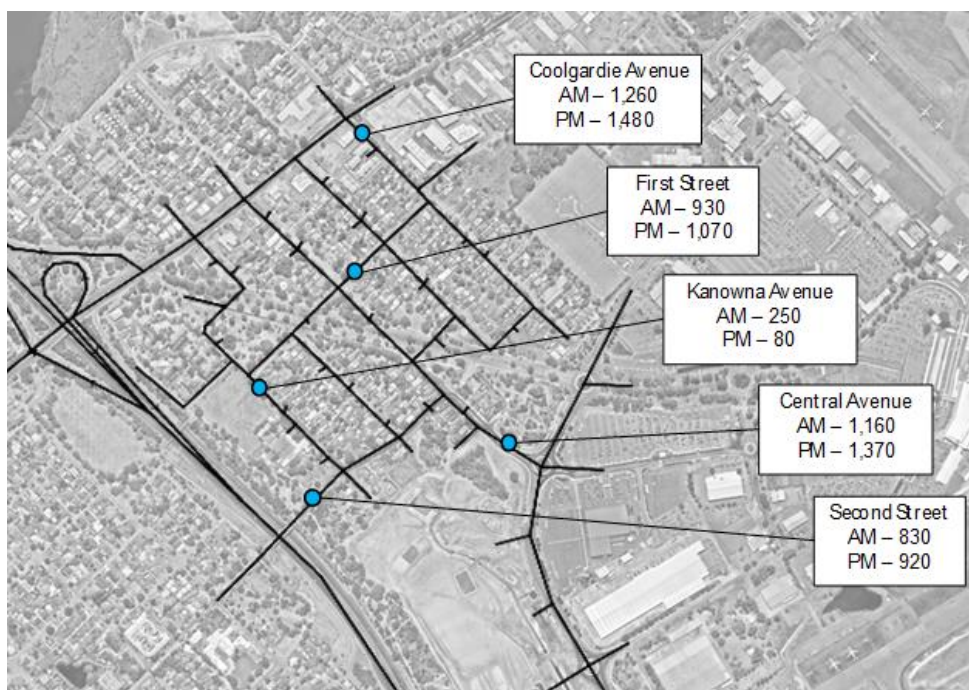 Coolgardie Avenue
AM – 1,260
PM – 1,480
First Street
AM – 930
PM – 1,070
Kanowna Avenue
AM – 250
PM – 80
Central Avenue
AM – 1,160
PM – 1,370
Second Street
AM – 830
PM – 920